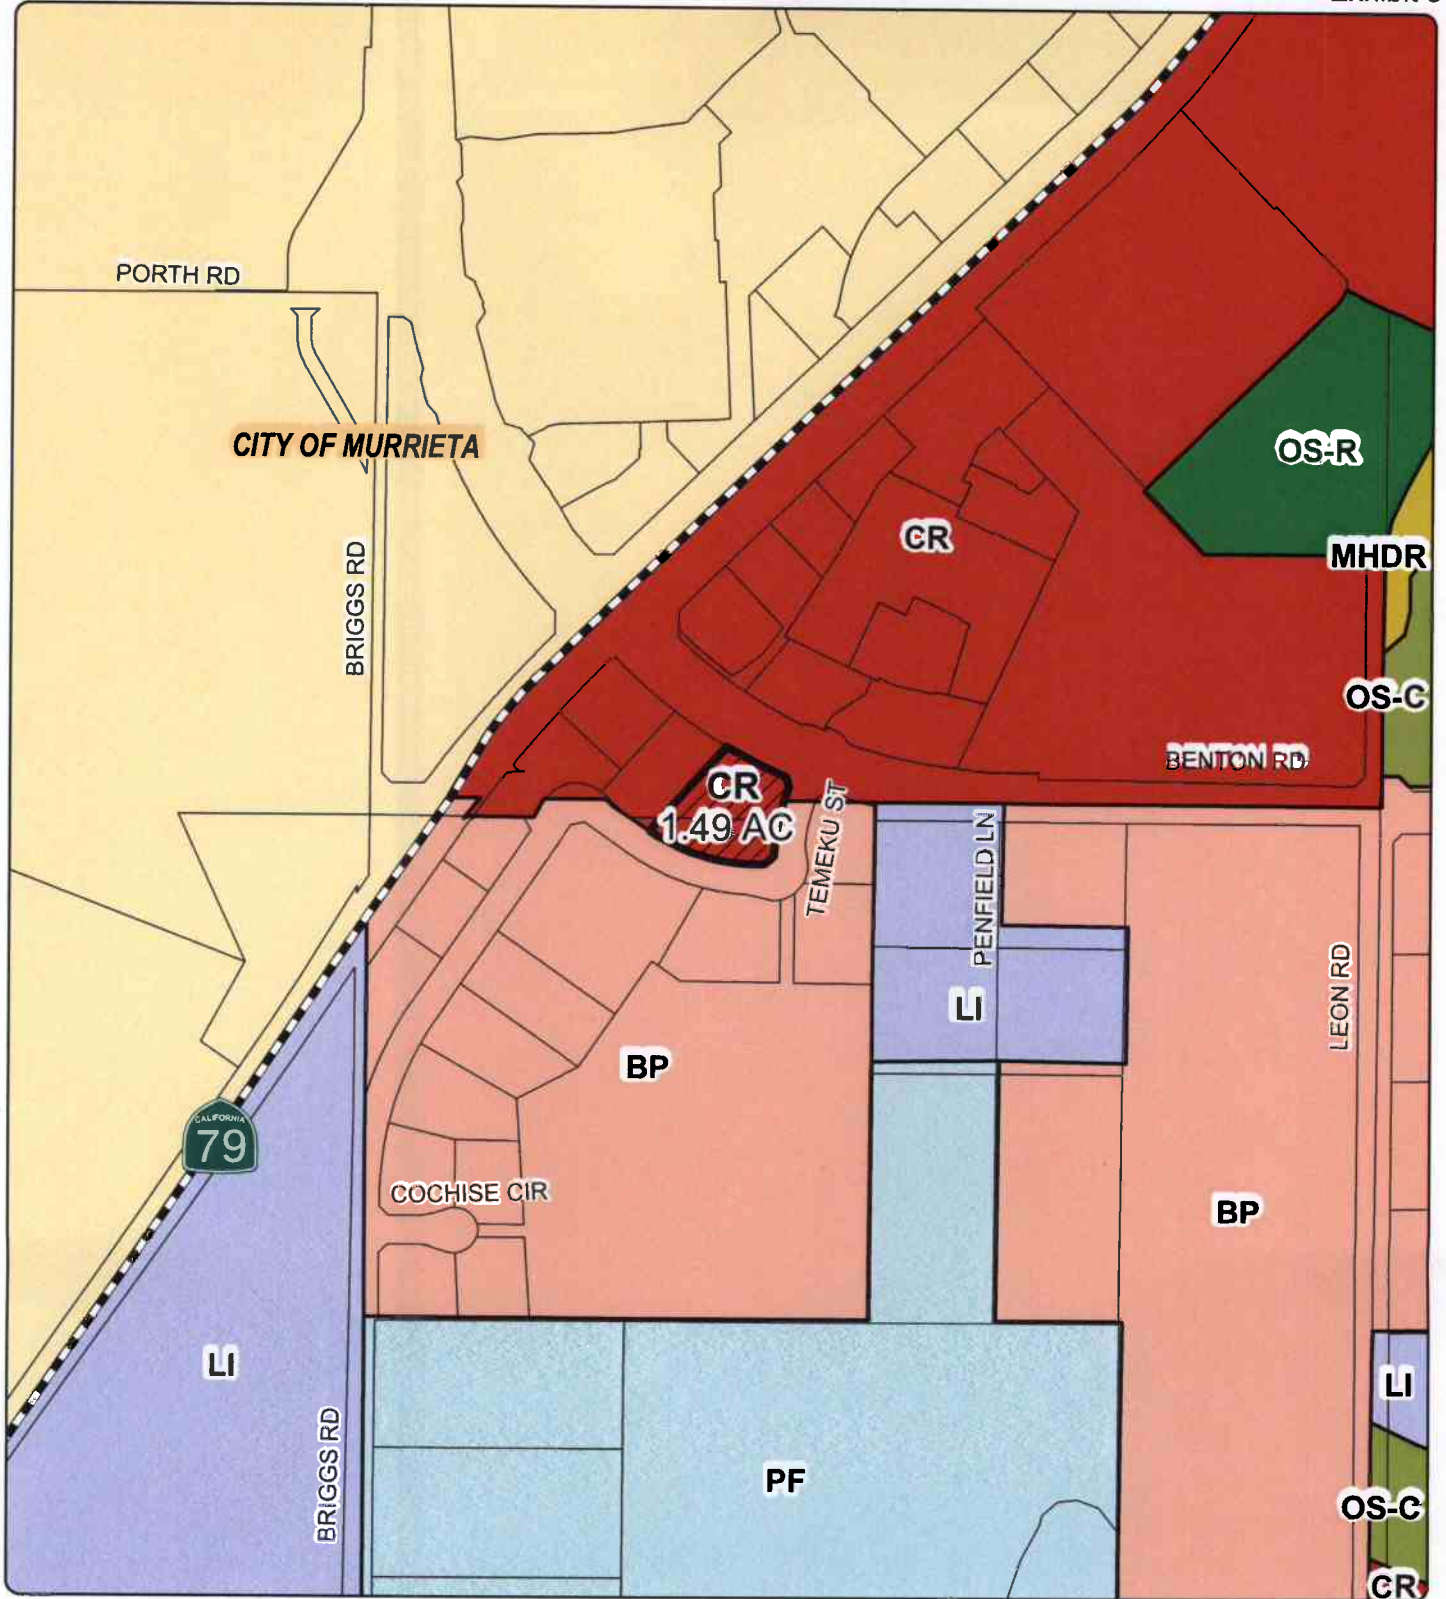 PORTH RD
CITY OF MURRIETA
BRIGGS RD
OS-R
CR
MHDR
OS-C
BENTON RD
CR
1.49 AC
TEMEKU ST
PENFIELD LN
LI
LEON RD
BP
CALIFORNIA
79
COCHISE CIR
BP
LI
LI
BRIGGS RD
PF
OS-C
CR